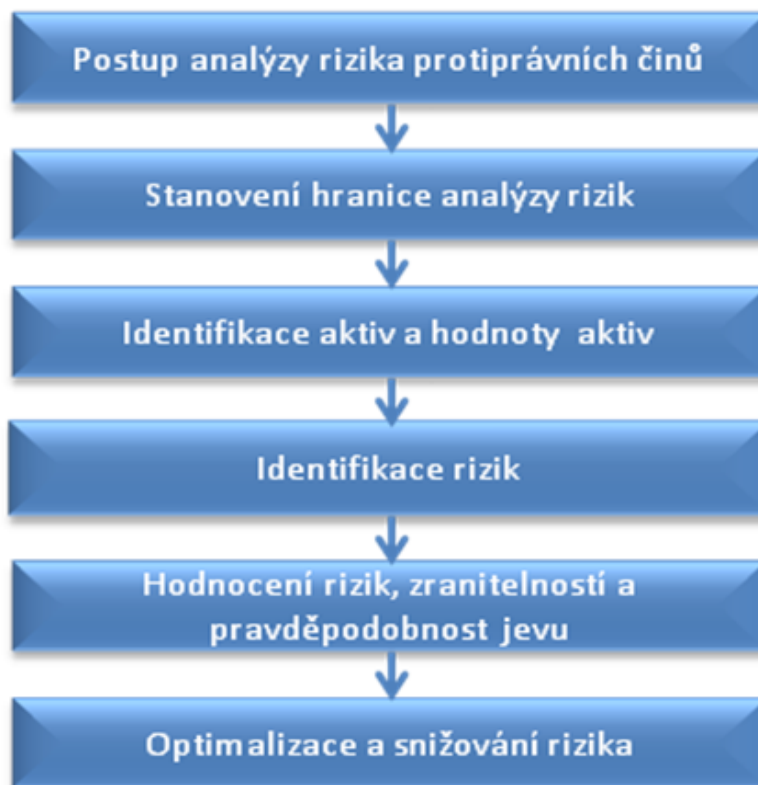 Postup analýzy rizika protiprávních činů
Stanovení hranice analýzy rizik
Identifikace aktiv a hodnoty aktiv
Identifikace rizik
Hodnocení rizik, zranitelností a
pravděpodobnost jevu
Optimalizace a snižování rizika